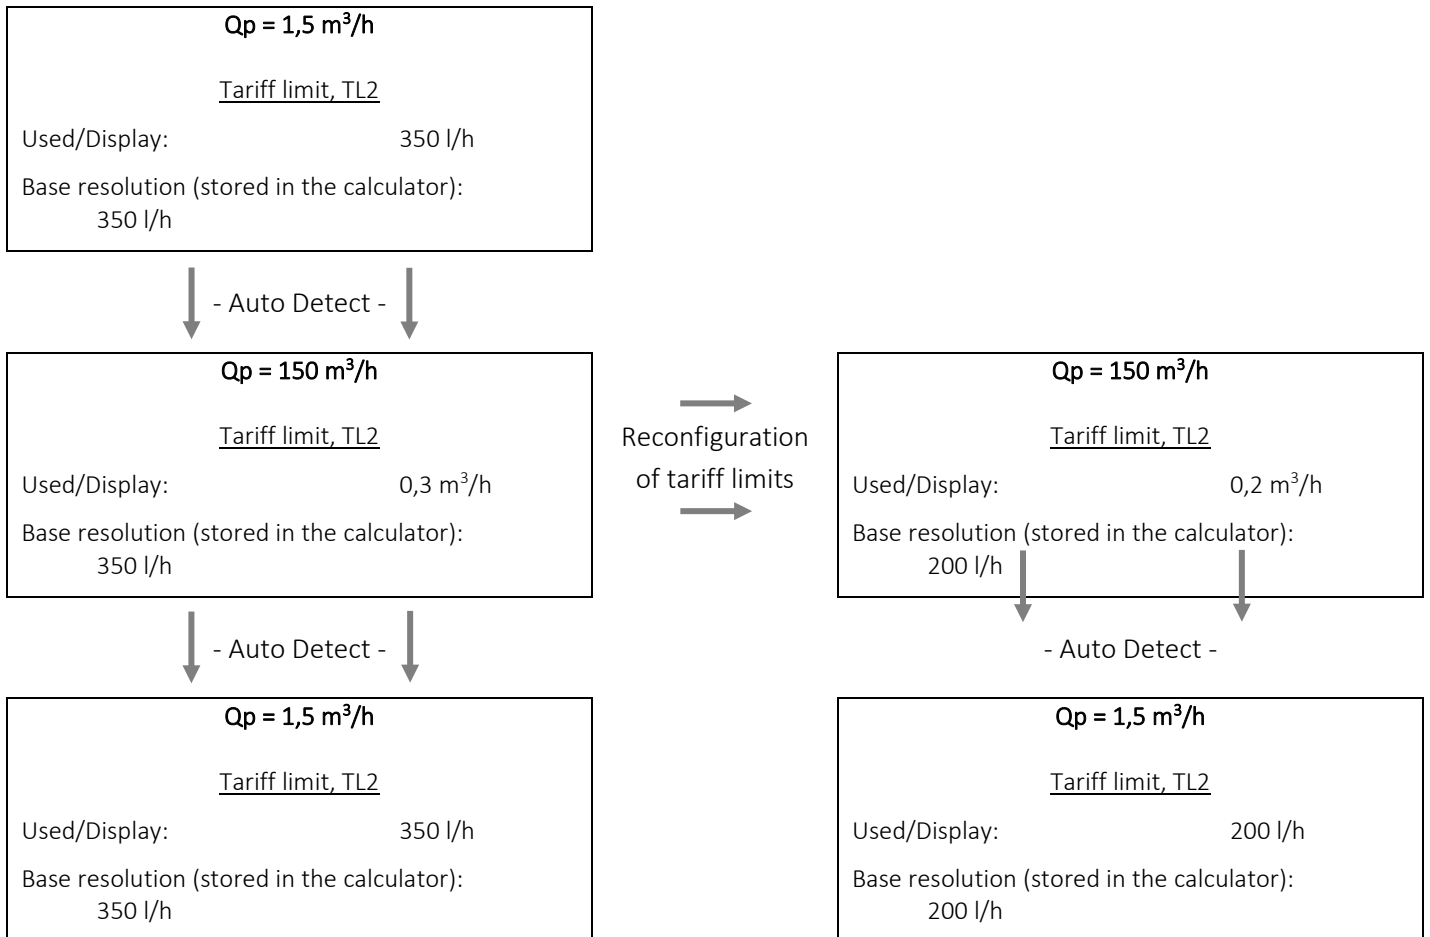 Qp = 1,5 m³/h
Tariff limit, TL2
Used/Display: 350 l/h
Base resolution (stored in the calculator):
350 l/h
- Auto Detect -
Qp = 150 m³/h
Tariff limit, TL2
Used/Display: 0,3 m³/h
Base resolution (stored in the calculator):
350 l/h
Reconfiguration
of tariff limits
Qp = 150 m³/h
Tariff limit, TL2
Used/Display: 0,2 m³/h
Base resolution (stored in the calculator):
200 l/h
- Auto Detect -
Qp = 1,5 m³/h
Tariff limit, TL2
Used/Display: 350 l/h
Base resolution (stored in the calculator):
350 l/h
- Auto Detect -
Qp = 1,5 m³/h
Tariff limit, TL2
Used/Display: 200 l/h
Base resolution (stored in the calculator):
200 l/h